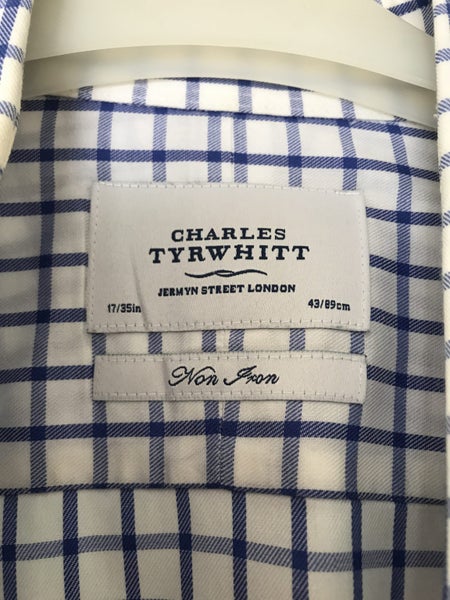 CHARLES
TYRWHITT
JERMYN STREET LONDON
17/35in 43/89cm
Non Iron